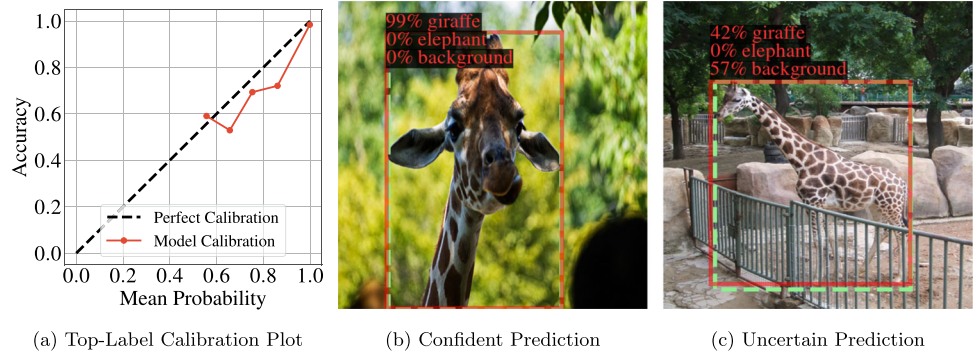 Accuracy
1.0
0.8
0.6
0.4
0.2
0.0
Perfect Calibration
Model Calibration
0.0 0.2 0.4 0.6 0.8 1.0
Mean Probability
(a) Top-Label Calibration Plot
99% giraffe
0% elephant
0% background
(b) Confident Prediction
42% giraffe
0% elephant
57% background
(c) Uncertain Prediction